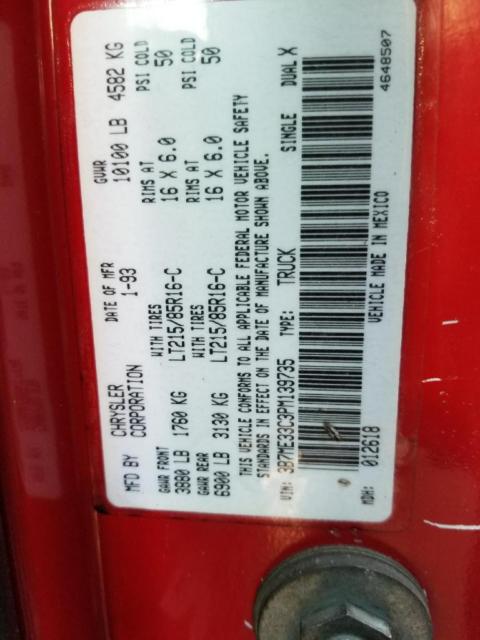 MFD BY CHRYSLER CORPORATION DATE OF MFR 1-93 GVWR 10100 LB 4582 KG
GAWR FRONT WITH TIRES RIMS AT PSI COLD
3880 LB 1760 KG LT215/85R16-C 16 X 6.0 50
GAWR REAR WITH TIRES RIMS AT PSI COLD
6900 LB 3130 KG LT215/85R16-C 16 X 6.0 50
THIS VEHICLE CONFORMS TO ALL APPLICABLE FEDERAL MOTOR VEHICLE SAFETY
STANDARDS IN EFFECT ON THE DATE OF MANUFACTURE SHOWN ABOVE.
VIN: 3B7ME33C3PM139735 TYPE: TRUCK SINGLE DUAL X
MDH: 012618 VEHICLE MADE IN MEXICO 4648507